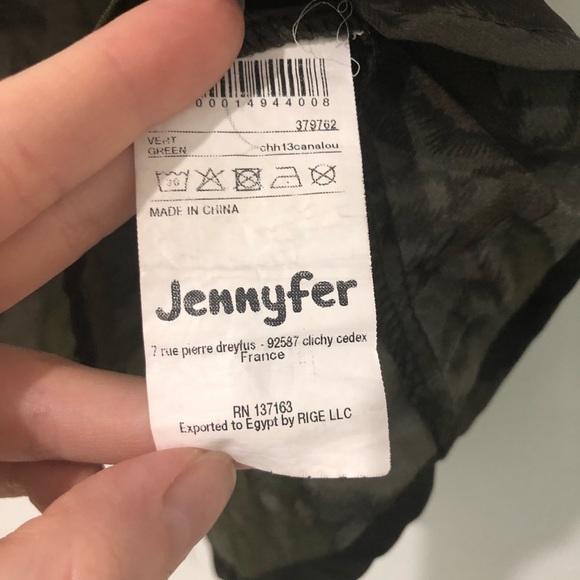 00014944008
379762
VERT
GREEN chh13canalou
30
MADE IN CHINA
Jennyfer
7 rue pierre dreyfus - 92587 clichy cedex
France
RN 137163
Exported to Egypt by RIGE LLC